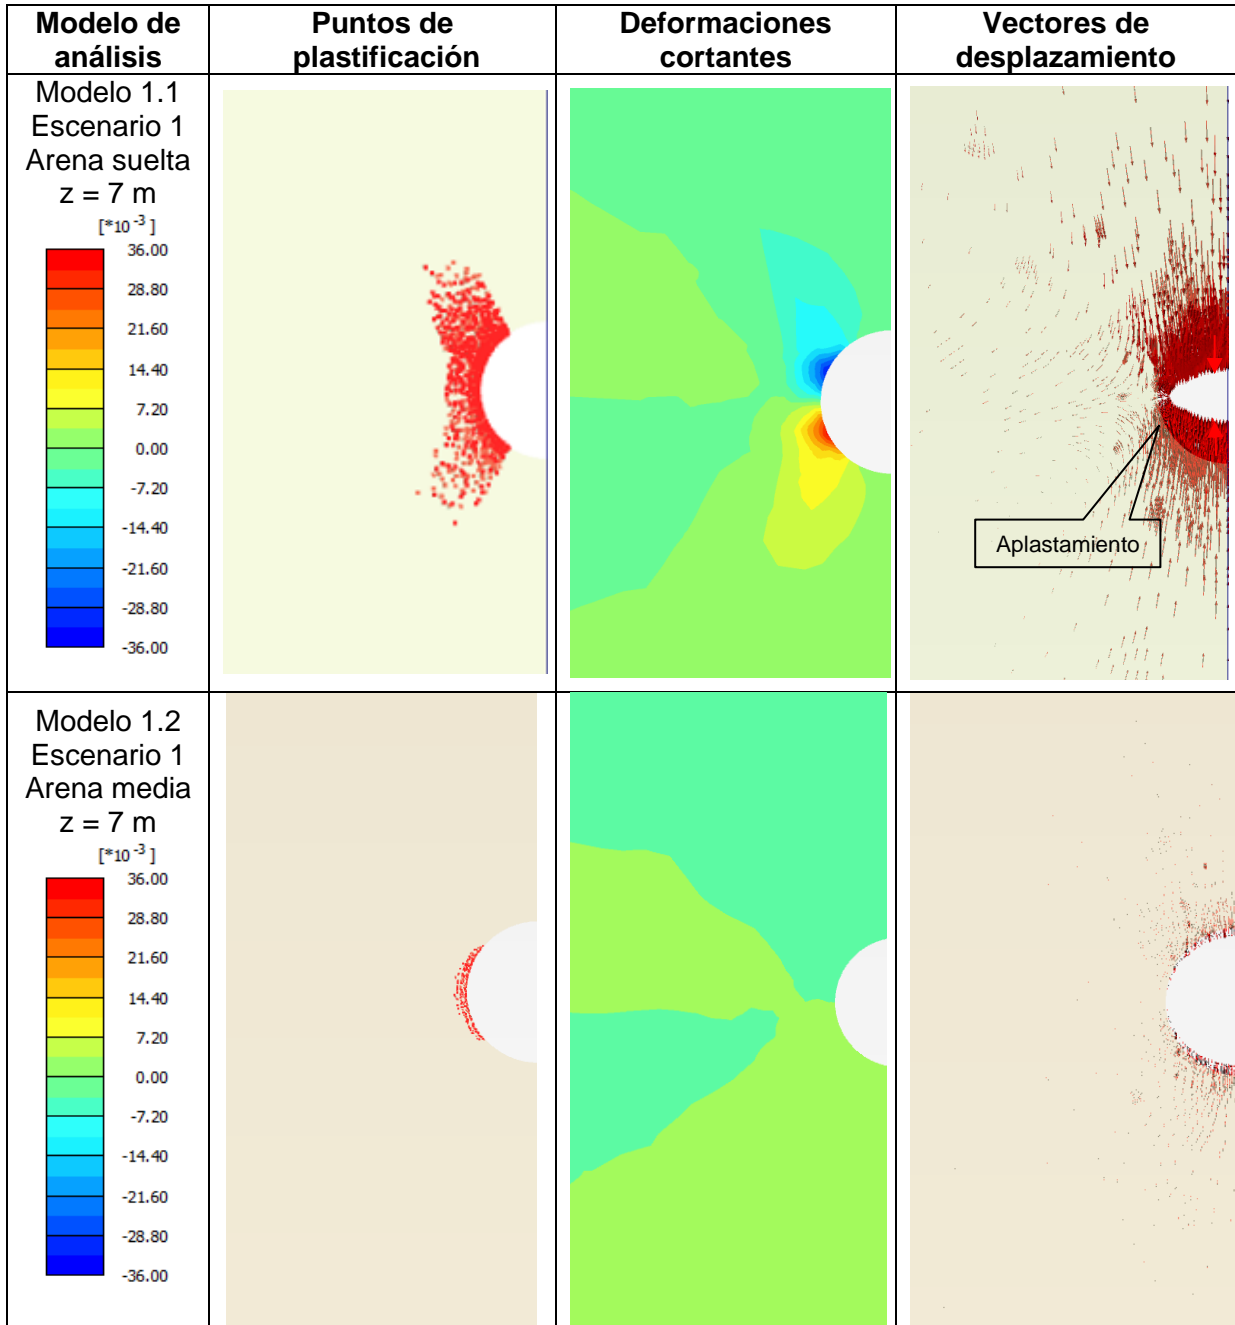 Modelo de
análisis
Puntos de
plastificación
Deformaciones
cortantes
Vectores de
desplazamiento
Modelo 1.1
Escenario 1
Arena suelta
z = 7 m
[*10 -3 ]
36.00
28.80
21.60
14.40
7.20
0.00
-7.20
-14.40
-21.60
-28.80
-36.00
Aplastamiento
Modelo 1.2
Escenario 1
Arena media
z = 7 m
[*10 -3 ]
36.00
28.80
21.60
14.40
7.20
0.00
-7.20
-14.40
-21.60
-28.80
-36.00